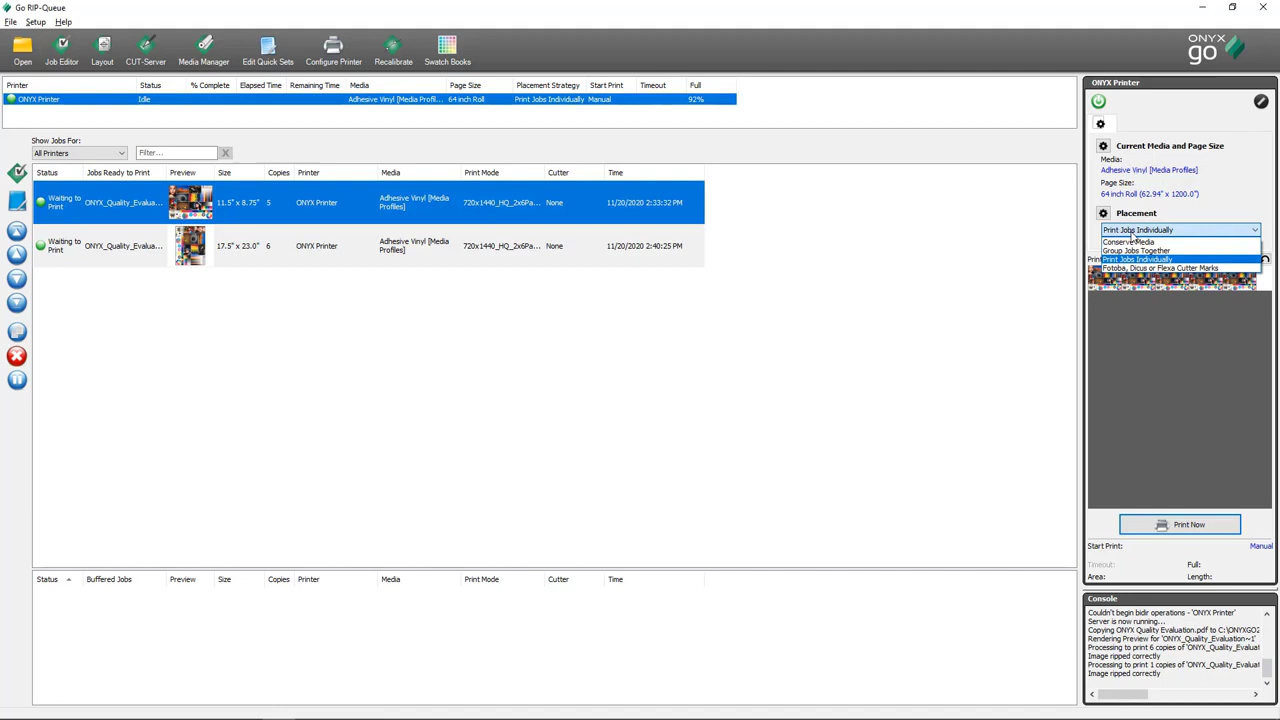 Go RIP-Queue
File Setup Help
Open Job Editor Layout CUT-Server Media Manager Edit Quick Sets Configure Printer Recalibrate Swatch Books
ONYX go
Printer Status % Complete Elapsed Time Remaining Time Media Page Size Placement Strategy Start Print Timeout Full
ONYX Printer Idle Adhesive Vinyl [Media Profil... 64 inch Roll Print Jobs Individually Manual 92%
Show Jobs For:
All Printers Filter... X
Status Jobs Ready to Print Preview Size Copies Printer Media Print Mode Cutter Time
Waiting to Print ONYX_Quality_Evalua... 11.5" x 8.75" 5 ONYX Printer Adhesive Vinyl [Media Profiles] 720x1440_HQ_2x6Pa... None 11/20/2020 2:33:32 PM
Waiting to Print ONYX_Quality_Evalua... 17.5" x 23.0" 6 ONYX Printer Adhesive Vinyl [Media Profiles] 720x1440_HQ_2x6Pa... None 11/20/2020 2:40:25 PM
Status Buffered Jobs Preview Size Copies Printer Media Print Mode Cutter Time
ONYX Printer
Current Media and Page Size
Media:
Adhesive Vinyl [Media Profiles]
Page Size:
64 inch Roll (62.94" x 1200.0")
Placement
Print Jobs Individually
Conserve Media
Group Jobs Together
Print Jobs Individually
Fotoba, Dicus or Flexa Cutter Marks
Print
Print Now
Start Print: Manual
Timeout: Full:
Area: Length:
Console
Couldn't begin bidir operations - 'ONYX Printer'
Server is now running...
Copying ONYX Quality Evaluation.pdf to C:\ONYXGO2
Rendering Preview for 'ONYX_Quality_Evaluation~1'
Processing to print 6 copies of 'ONYX_Quality_Evaluat
Image ripped correctly
Processing to print 1 copies of 'ONYX_Quality_Evaluat
Image ripped correctly